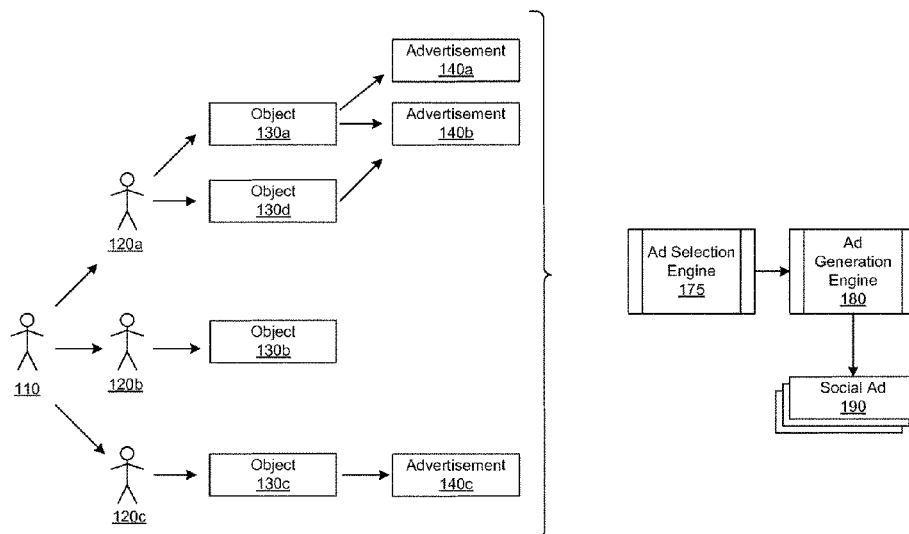 Advertisement
140a
Object
130a
Advertisement
140b
120a
Object
130d
Ad Selection
Engine
175
Ad
Generation
Engine
180
110
120b
Object
130b
Social Ad
190
120c
Object
130c
Advertisement
140c